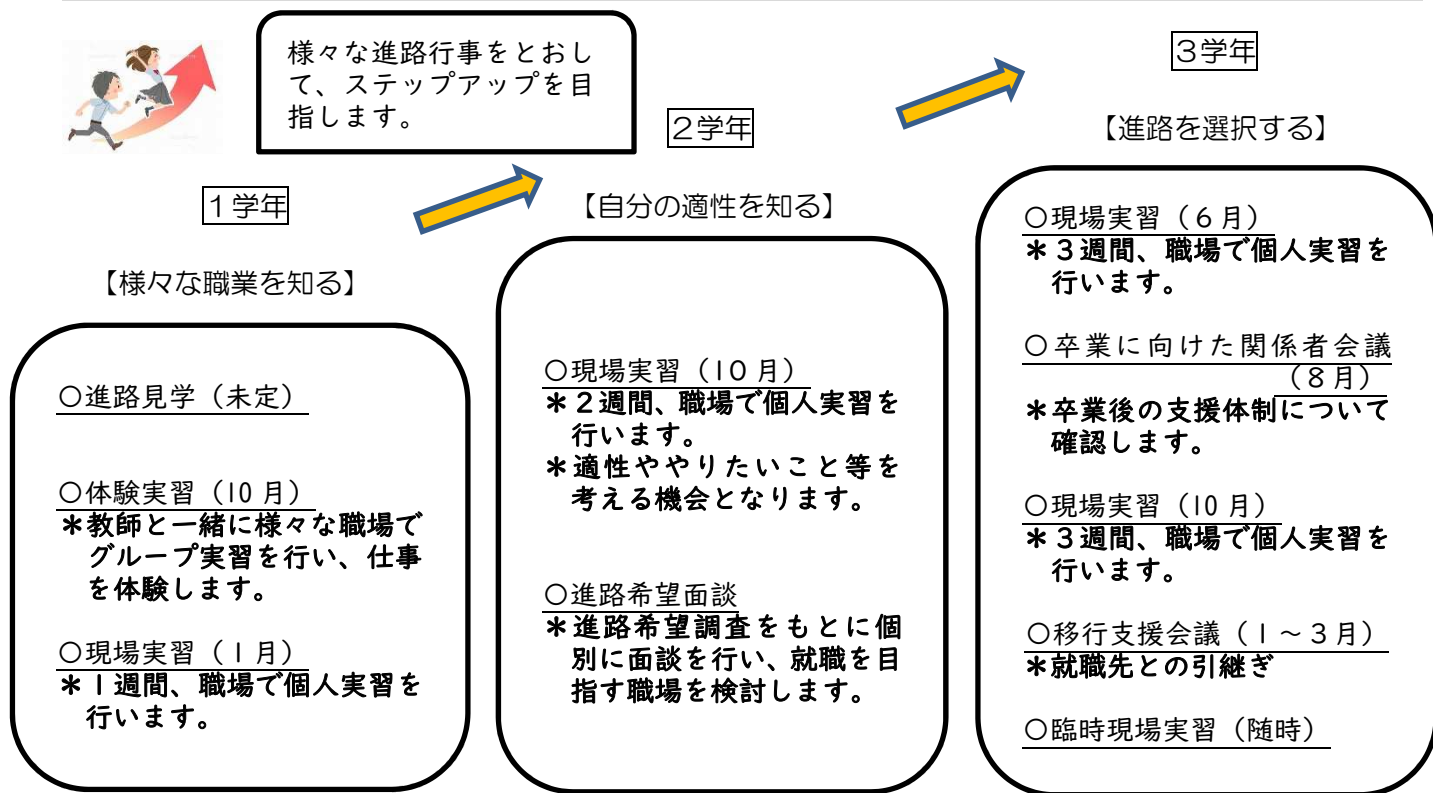 様々な進路行事をとおし
て、ステップアップを目
指します。
1学年
【様々な職業を知る】
○進路見学（未定）
○体験実習（10月）
＊教師と一緒に様々な職場で
グループ実習を行い、仕事
を体験します。
○現場実習（1月）
＊1週間、職場で個人実習を
行います。
2学年
【自分の適性を知る】
○現場実習（10月）
＊2週間、職場で個人実習を
行います。
＊適性ややりたいこと等を
考える機会となります。
○進路希望面談
＊進路希望調査をもとに個
別に面談を行い、就職を目
指す職場を検討します。
3学年
【進路を選択する】
○現場実習（6月）
＊3週間、職場で個人実習を
行います。
○卒業に向けた関係者会議
（8月）
＊卒業後の支援体制について
確認します。
○現場実習（10月）
＊3週間、職場で個人実習を
行います。
○移行支援会議（1～3月）
＊就職先との引継ぎ
○臨時現場実習（随時）